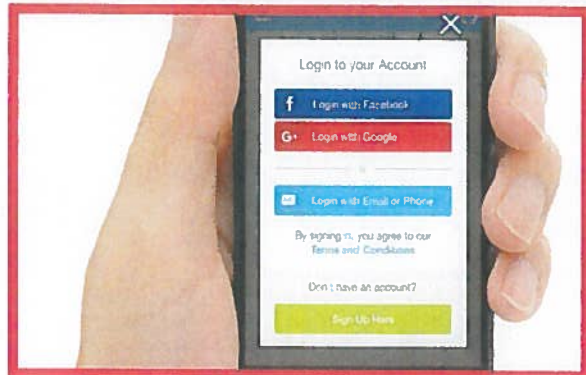 Login to your Account
f Login with Facebook
G+ Login with Google
Login with Email or Phone
By signing in, you agree to our
Terms and Conditions
Don't have an account?
Sign Up Here